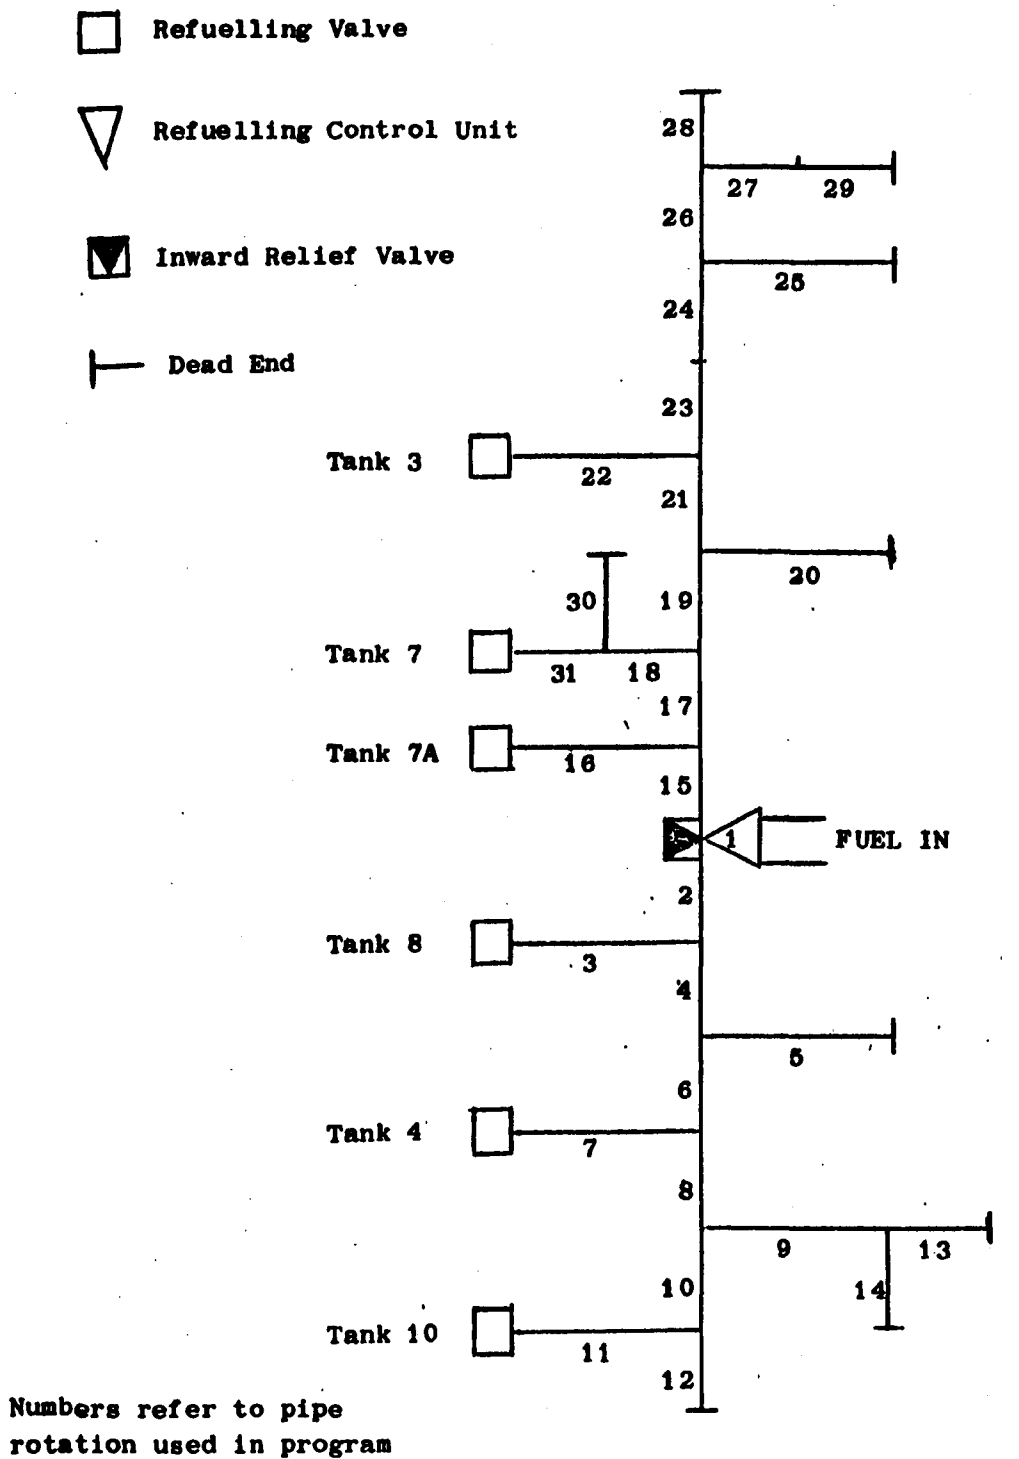 Refuelling Valve
Refuelling Control Unit
Inward Relief Valve
Dead End
28
27 29
26
25
24
23
Tank 3
22
21
20
30 19
Tank 7
31 18
17
Tank 7A
16
15
1 FUEL IN
2
Tank 8
3
4
5
6
Tank 4
7
8
9 13
10 14
Tank 10
11
12
Numbers refer to pipe
rotation used in program